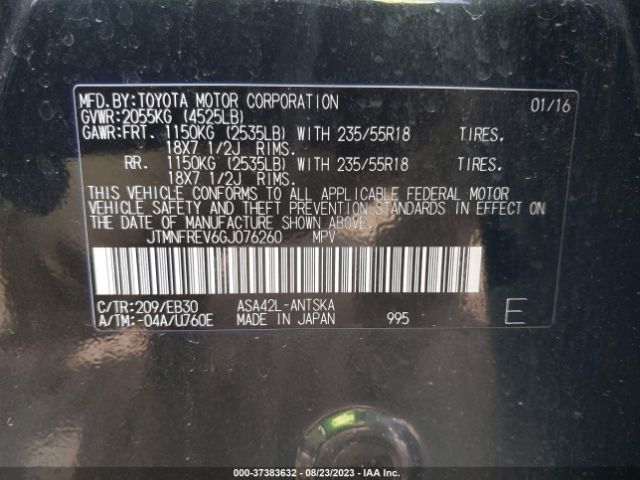 MFD.BY:TOYOTA MOTOR CORPORATION 01/16
GVWR:2055KG (4525LB)
GAWR:FRT. 1150KG (2535LB) WITH 235/55R18 TIRES.
18X7 1/2J RIMS.
RR. 1150KG (2535LB) WITH 235/55R18 TIRES.
18X7 1/2J RIMS.
THIS VEHICLE CONFORMS TO ALL APPLICABLE FEDERAL MOTOR
VEHICLE SAFETY AND THEFT PREVENTION STANDARDS IN EFFECT ON
THE DATE OF MANUFACTURE SHOWN ABOVE.
JTMNFREV6GJ076260 MPV
C/TR:209/EB30 ASA42L-ANTSKA
A/TM:-04A/U760E MADE IN JAPAN 995 E
000-37383632 - 08/23/2023 - IAA Inc.